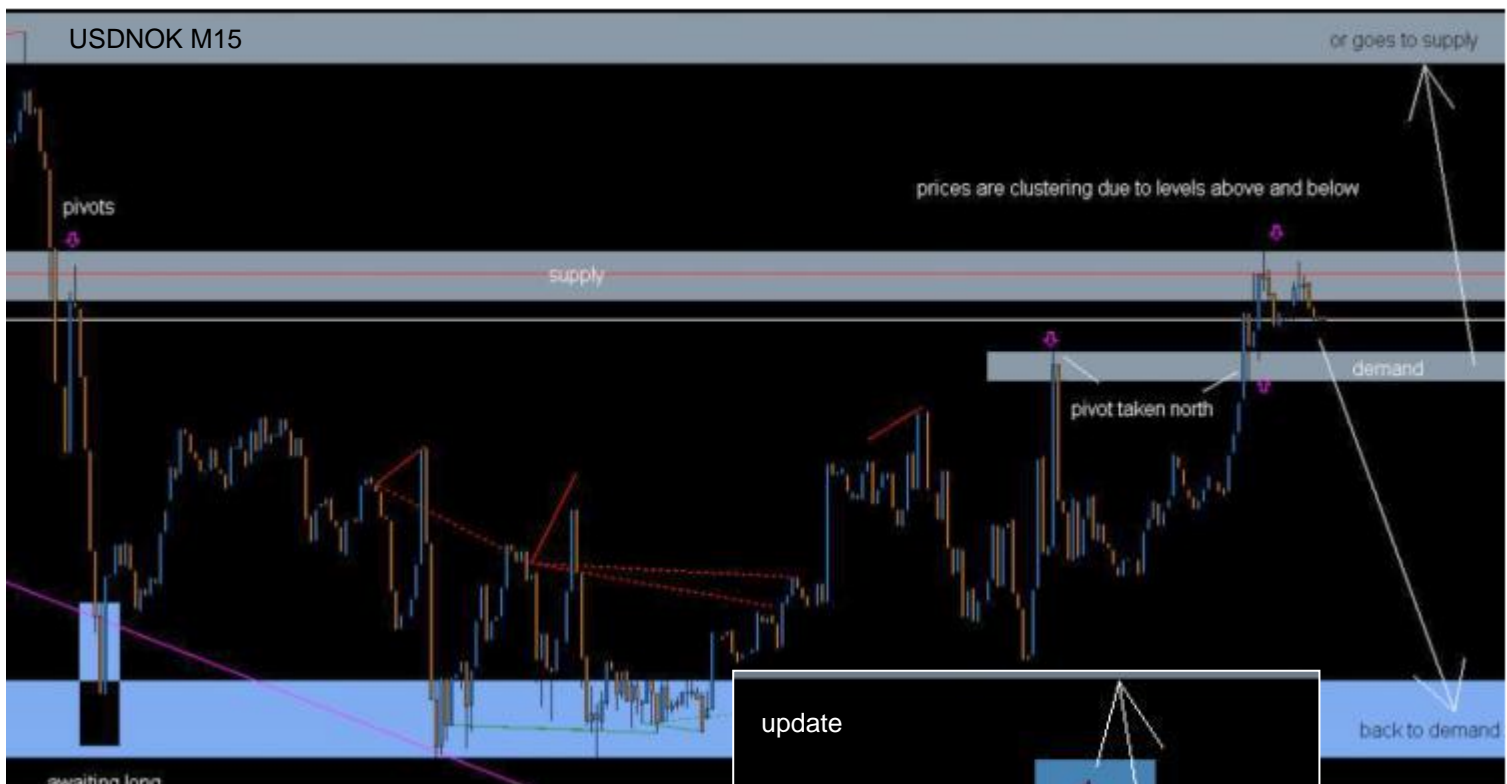 USDNOK M15
or goes to supply
prices are clustering due to levels above and below
pivots
supply
demand
pivot taken north
update
back to demand
awaiting long